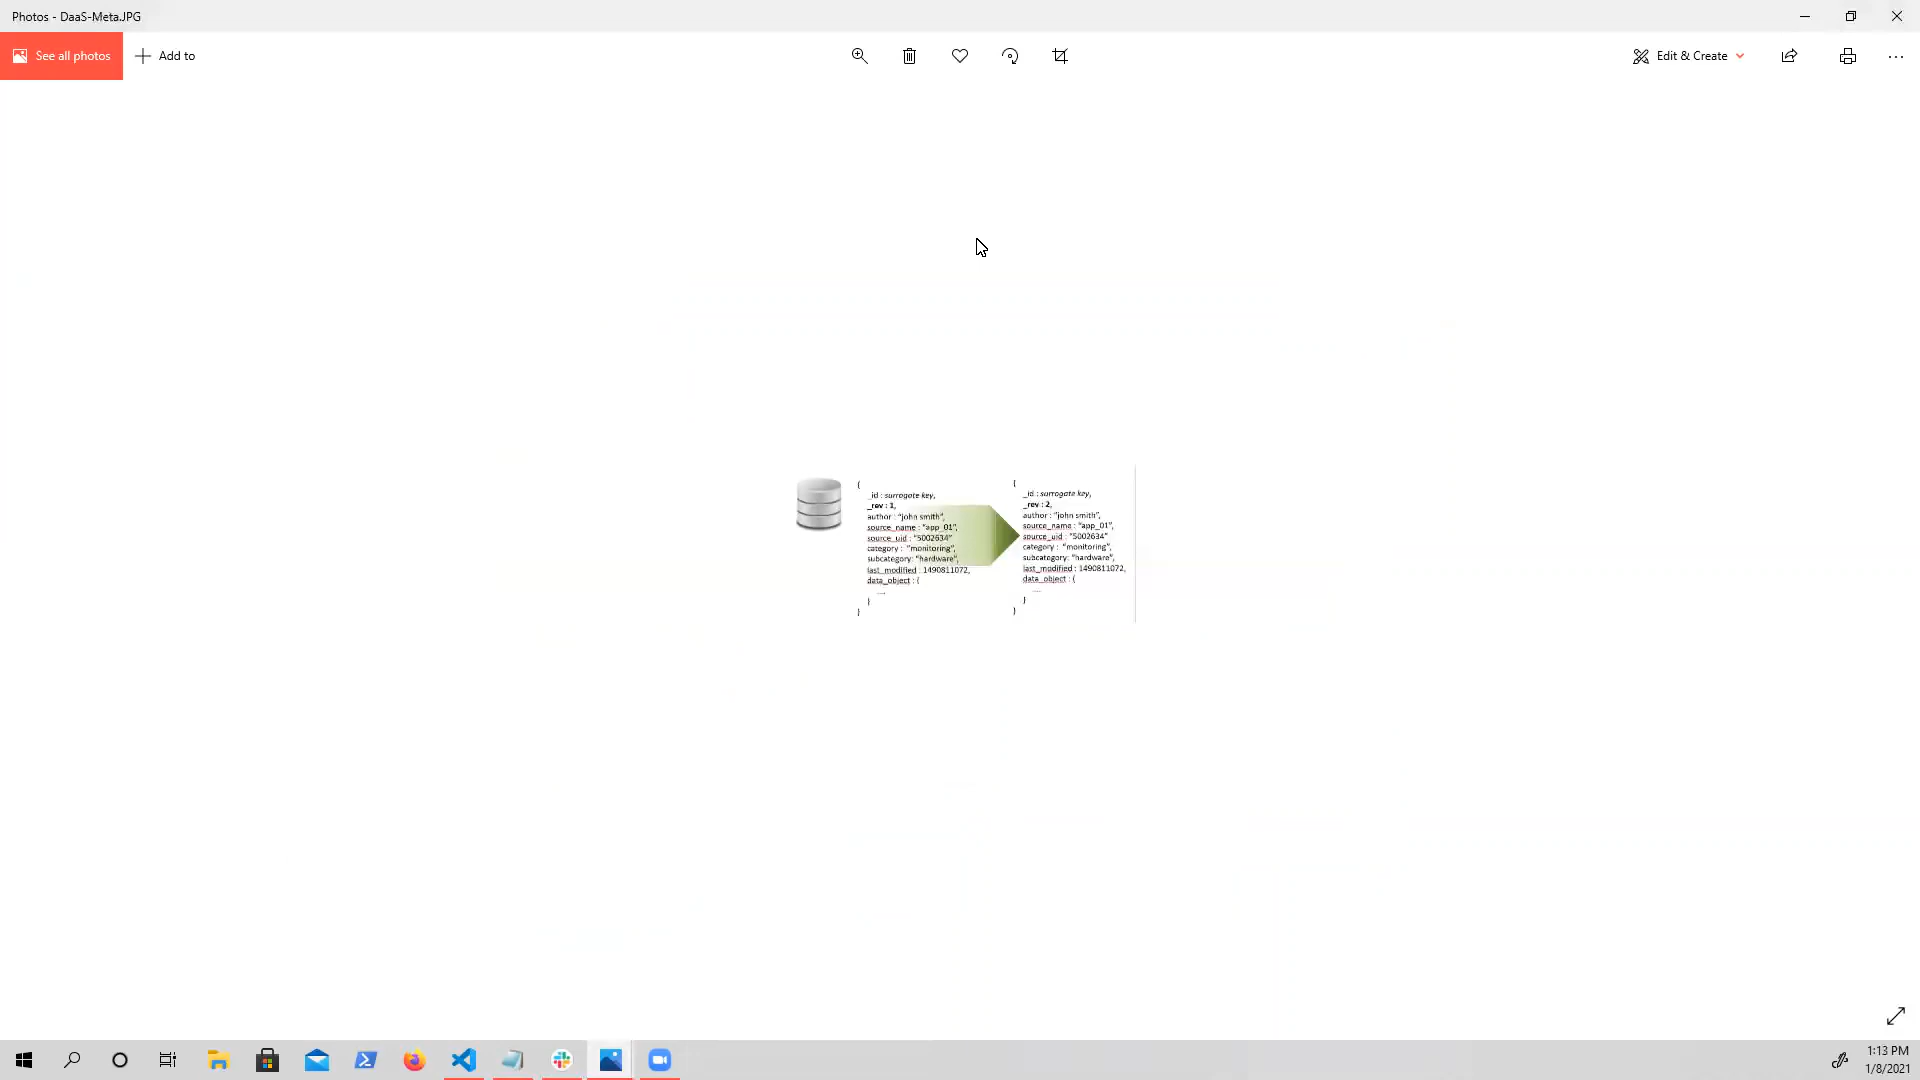 Photos - DaaS-Meta.JPG
See all photos
Add to
Edit & Create
{
_id : surrogate key,
_rev : 1,
author : "john smith",
source_name : "app_01",
source_uid : "5002634"
category : "monitoring",
subcategory: "hardware",
last_modified : 1490811072,
data_object : {
....
}
}
{
_id : surrogate key,
_rev : 2,
author : "john smith",
source_name : "app_01",
source_uid : "5002634"
category : "monitoring",
subcategory: "hardware",
last_modified : 1490811072,
data_object : {
....
}
}
1:13 PM
1/8/2021